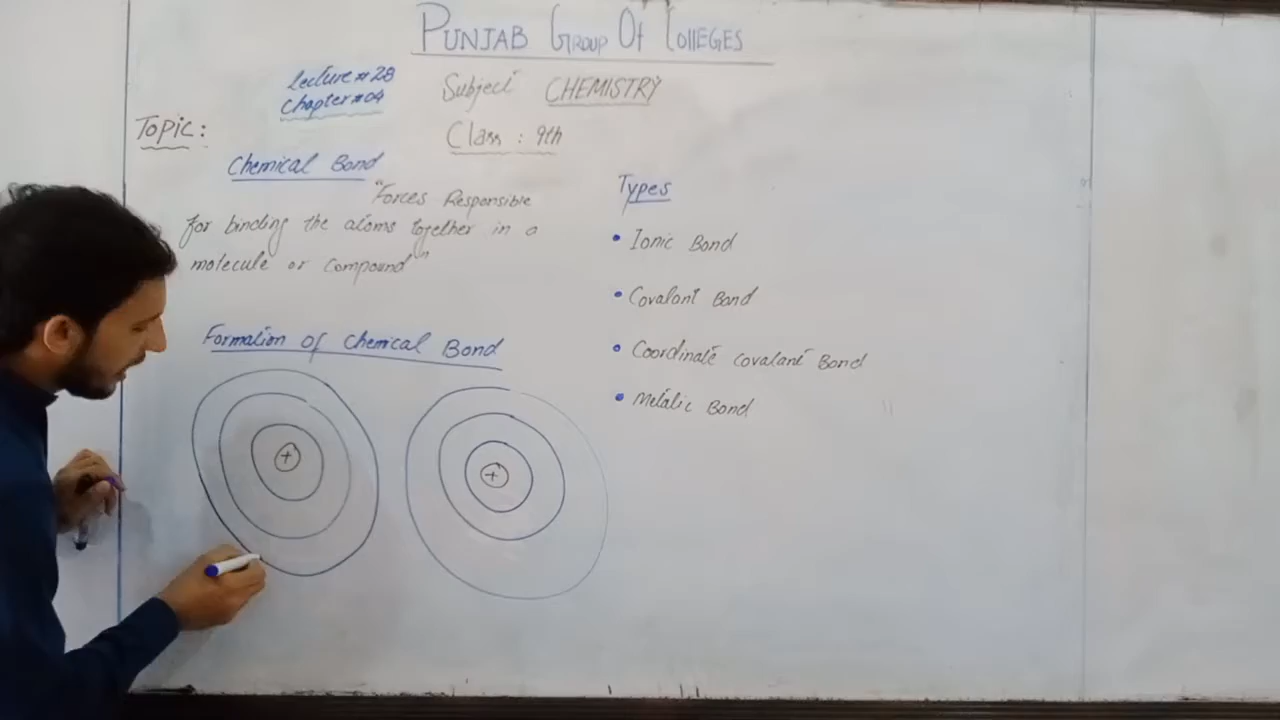 PUNJAB GROUP OF COllEGES
Lecture # 28
Chapter # 04
Subject CHEMISTRY
Class : 9th
Topic :
Chemical Bond
"Forces Responsible
for binding the atoms together in a
molecule or compound"
Types
• Ionic Bond
• Covalant Bond
• Coordinate covalant Bond
• Metalic Bond
Formation of chemical Bond
+
+